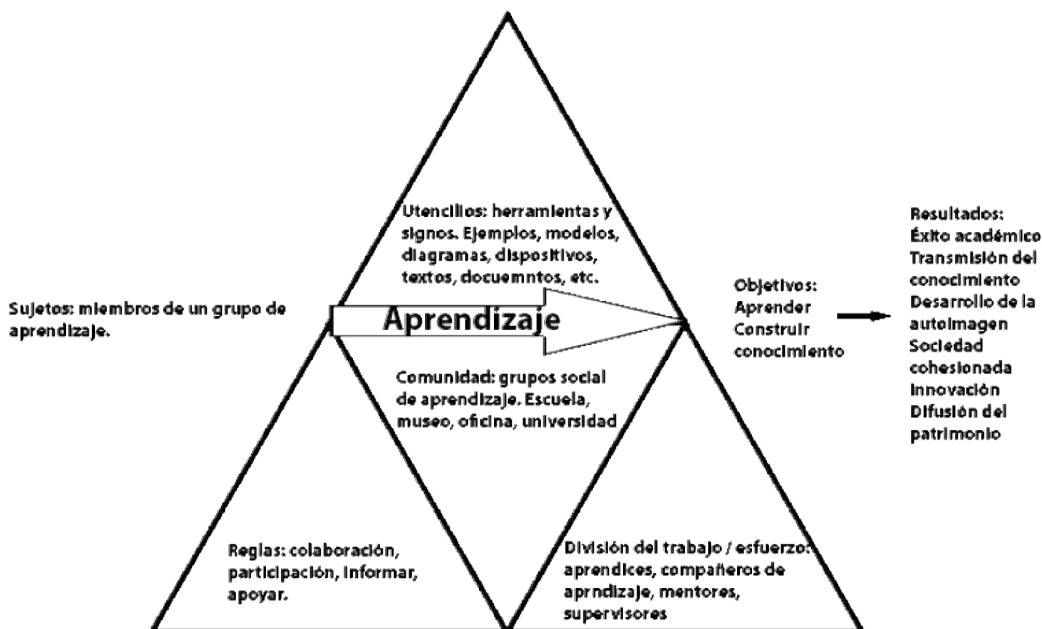 Utencilios: herramientas y
signos. Ejemplos, modelos,
diagramas, dispositivos,
textos, docuemntos, etc.
Sujetos: miembros de un grupo de
aprendizaje.
Aprendizaje
Objetivos:
Aprender
Construir
conocimiento
Resultados:
Éxito académico
Transmisión del
conocimiento
Desarrollo de la
autoimagen
Sociedad
cohesionada
Innovación
Difusión del
patrimonio
Comunidad: grupos social
de aprendizaje. Escuela,
museo, oficina, universidad
Reglas: colaboración,
participación, informar,
apoyar.
División del trabajo / esfuerzo:
aprendices, compañeros de
aprndizaje, mentores,
supervisores